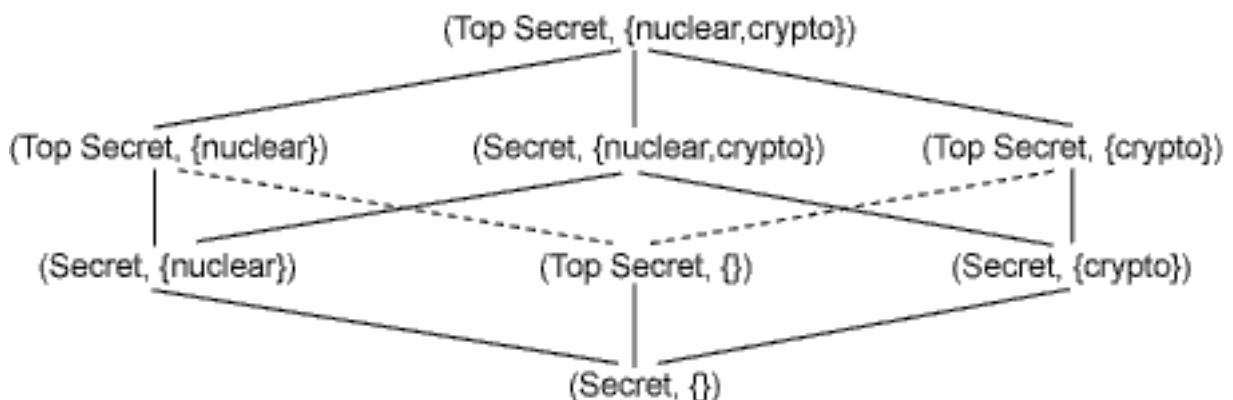 (Top Secret, {nuclear,crypto})
(Top Secret, {nuclear}) (Secret, {nuclear,crypto}) (Top Secret, {crypto})
(Secret, {nuclear}) (Top Secret, {}) (Secret, {crypto})
(Secret, {})